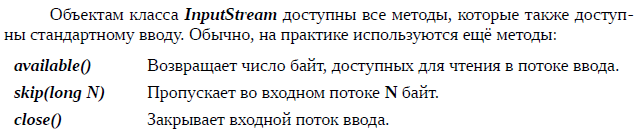 Объектам класса InputStream доступны все методы, которые также доступ-
ны стандартному вводу. Обычно, на практике используются ещё методы:
available() Возвращает число байт, доступных для чтения в потоке ввода.
skip(long N) Пропускает во входном потоке N байт.
close() Закрывает входной поток ввода.